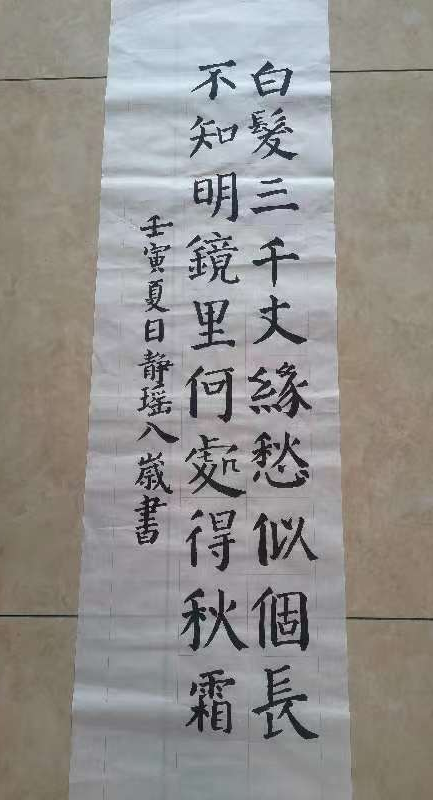 白髮三千丈緣愁似個長
不知明鏡里何處得秋霜
壬寅夏日靜瑶八歲書